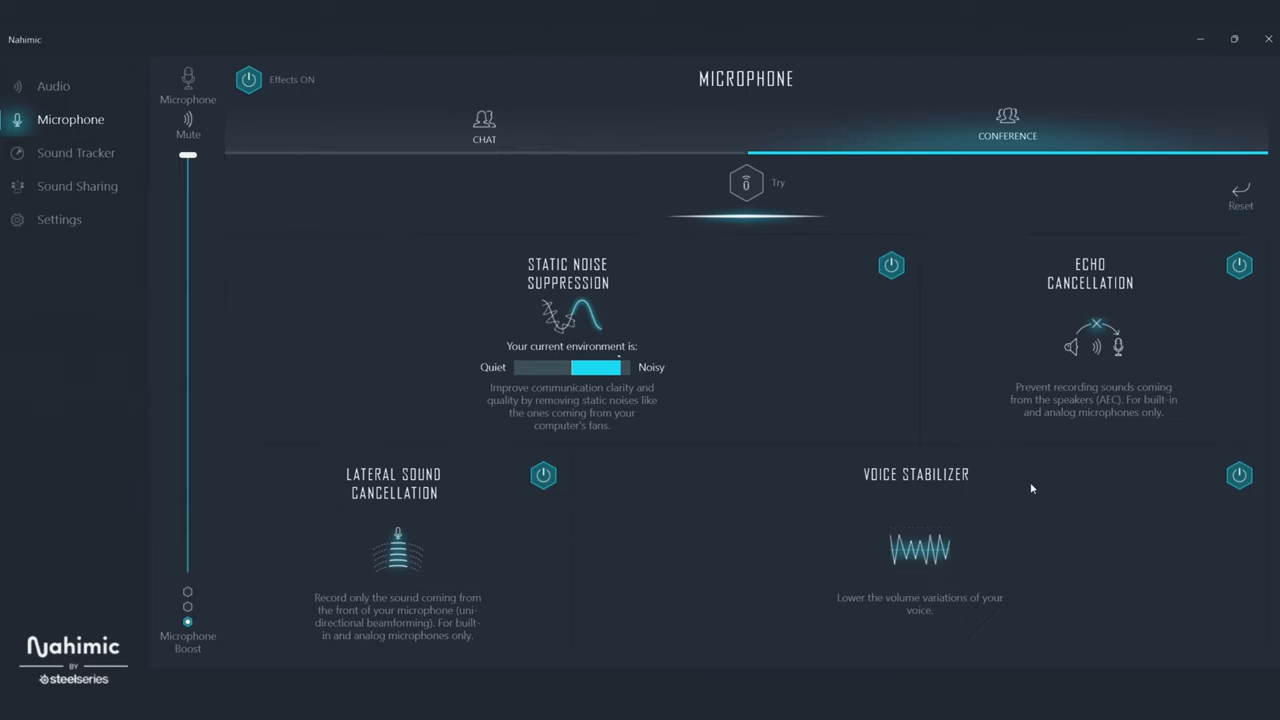 Nahimic
Audio
Microphone
Sound Tracker
Sound Sharing
Settings
Microphone
Mute
Microphone
Boost
Effects ON
MICROPHONE
CHAT
CONFERENCE
Try
Reset
STATIC NOISE
SUPPRESSION
Your current environment is:
Quiet
Noisy
Improve communication clarity and
quality by removing static noises like
the ones coming from your
computer's fans.
ECHO
CANCELLATION
Prevent recording sounds coming
from the speakers (AEC). For built-in
and analog microphones only.
LATERAL SOUND
CANCELLATION
Record only the sound coming from
the front of your microphone (uni-
directional beamforming). For built-
in and analog microphones only.
VOICE STABILIZER
Lower the volume variations of your
voice.
Nahimic
BY
steelseries